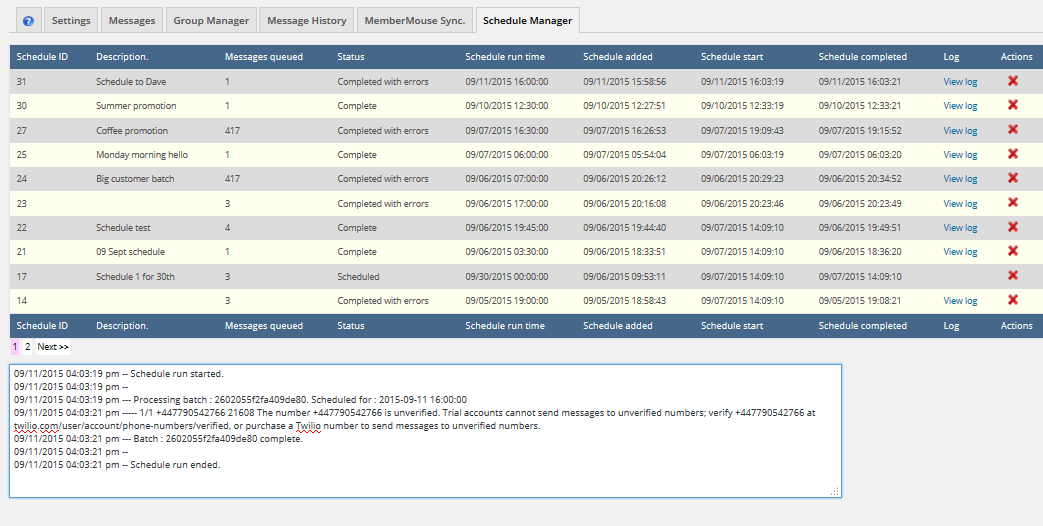 ? Settings Messages Group Manager Message History MemberMouse Sync. Schedule Manager
Schedule ID Description. Messages queued Status Schedule run time Schedule added Schedule start Schedule completed Log Actions
31 Schedule to Dave 1 Completed with errors 09/11/2015 16:00:00 09/11/2015 15:58:56 09/11/2015 16:03:19 09/11/2015 16:03:21 View log
30 Summer promotion 1 Complete 09/10/2015 12:30:00 09/10/2015 12:27:51 09/10/2015 12:33:19 09/10/2015 12:33:21 View log
27 Coffee promotion 417 Completed with errors 09/07/2015 16:30:00 09/07/2015 16:26:53 09/07/2015 19:09:43 09/07/2015 19:15:52 View log
25 Monday morning hello 1 Complete 09/07/2015 06:00:00 09/07/2015 05:54:04 09/07/2015 06:03:19 09/07/2015 06:03:20 View log
24 Big customer batch 417 Completed with errors 09/06/2015 07:00:00 09/06/2015 20:26:12 09/06/2015 20:29:23 09/06/2015 20:34:52 View log
23 3 Completed with errors 09/06/2015 17:00:00 09/06/2015 20:16:08 09/06/2015 20:23:46 09/06/2015 20:23:49 View log
22 Schedule test 4 Complete 09/06/2015 19:45:00 09/06/2015 19:44:40 09/07/2015 14:09:10 09/06/2015 19:49:51 View log
21 09 Sept schedule 1 Complete 09/06/2015 03:30:00 09/06/2015 18:33:51 09/07/2015 14:09:10 09/06/2015 18:36:20 View log
17 Schedule 1 for 30th 3 Scheduled 09/30/2015 00:00:00 09/06/2015 09:53:11 09/07/2015 14:09:10 09/07/2015 14:09:10
14 3 Completed with errors 09/05/2015 19:00:00 09/05/2015 18:58:43 09/07/2015 14:09:10 09/05/2015 19:08:21 View log
Schedule ID Description. Messages queued Status Schedule run time Schedule added Schedule start Schedule completed Log Actions
1 2 Next >>
09/11/2015 04:03:19 pm -- Schedule run started.
09/11/2015 04:03:19 pm --
09/11/2015 04:03:19 pm --- Processing batch : 2602055f2fa409de80. Scheduled for : 2015-09-11 16:00:00
09/11/2015 04:03:21 pm ----- 1/1 +447790542766 21608 The number +447790542766 is unverified. Trial accounts cannot send messages to unverified numbers; verify +447790542766 at
twilio.com/user/account/phone-numbers/verified, or purchase a Twilio number to send messages to unverified numbers.
09/11/2015 04:03:21 pm --- Batch : 2602055f2fa409de80 complete.
09/11/2015 04:03:21 pm --
09/11/2015 04:03:21 pm -- Schedule run ended.